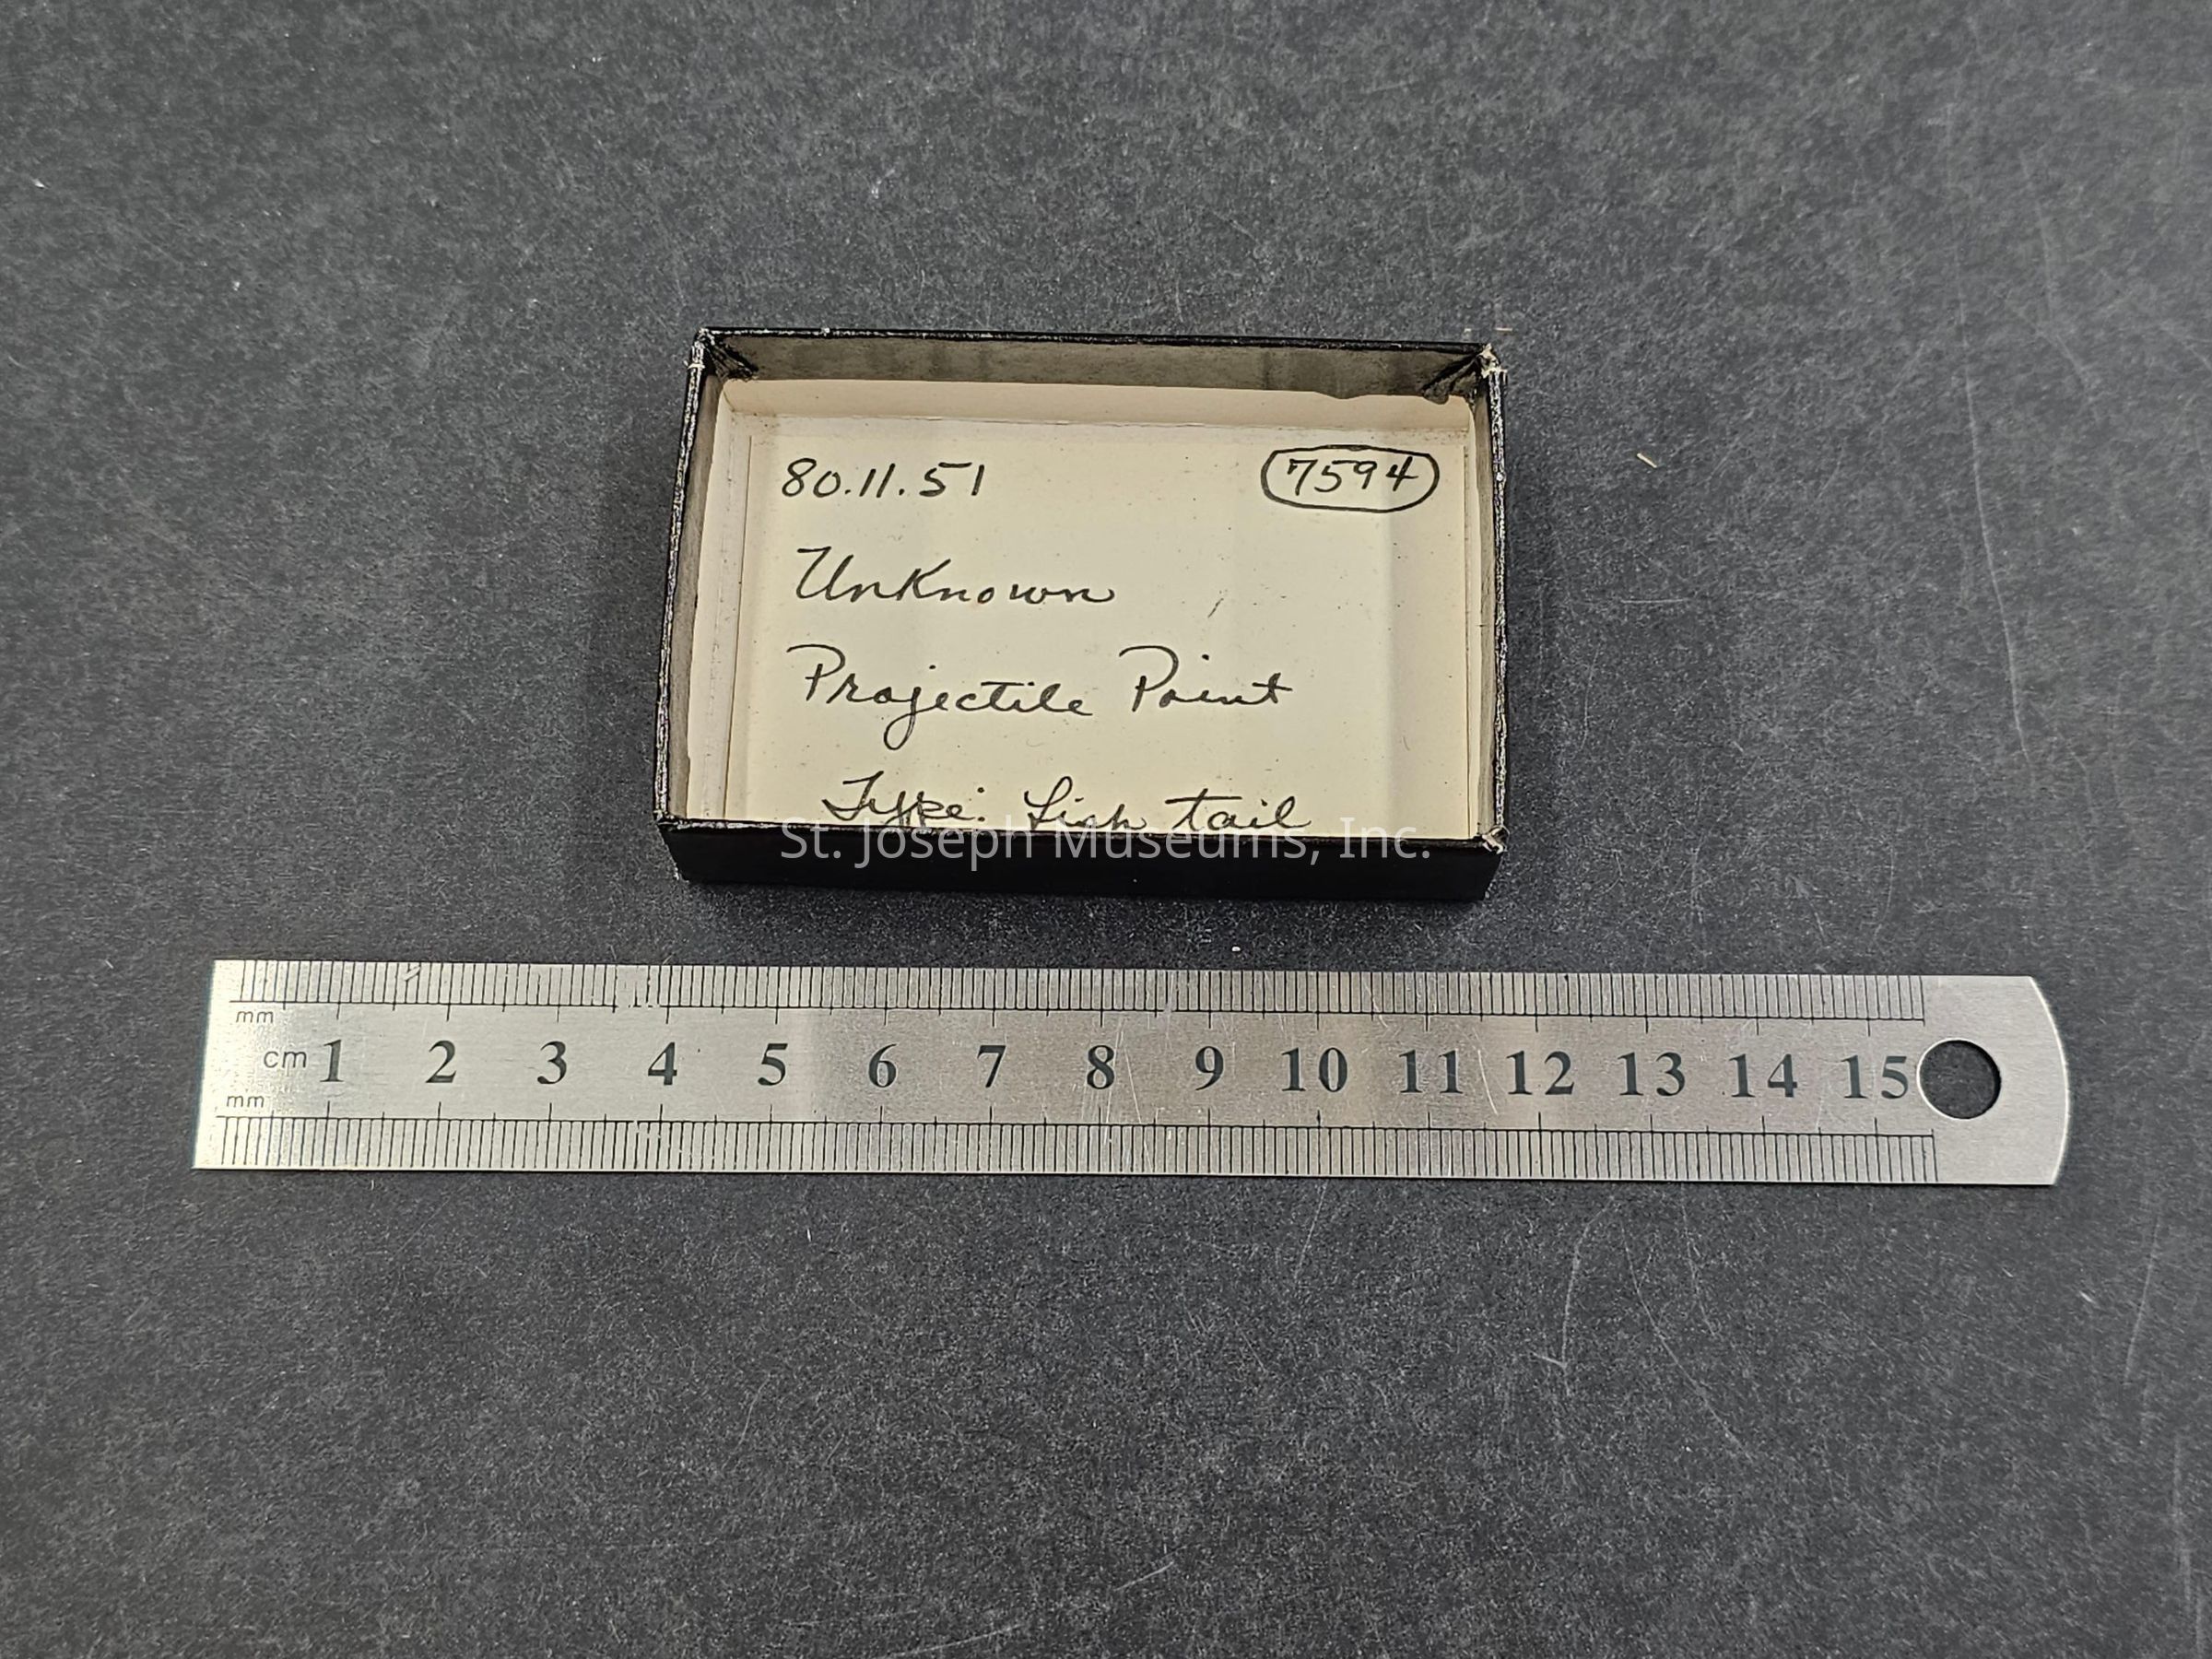 80.11.51 7594
Unknown
Projectile Point
Type: Fish tail
St. Joseph Museums, Inc.
mm
cm 1 2 3 4 5 6 7 8 9 10 11 12 13 14 15
mm